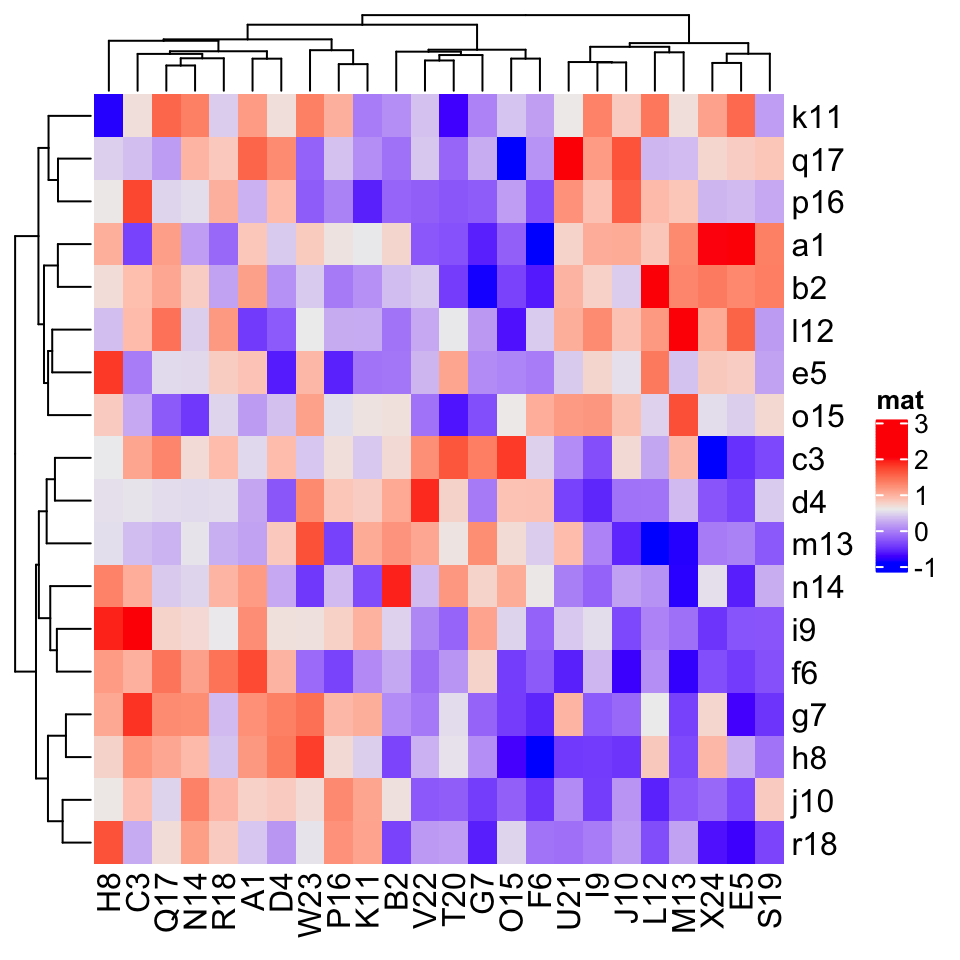 k11
q17
p16
a1
b2
l12
e5
o15
c3
d4
m13
n14
i9
f6
g7
h8
j10
r18
mat
3
2
1
0
-1
H8 C3 Q17 N14 R18 A1 D4 W23 P16 K11 B2 V22 T20 G7 O15 F6 U21 I9 J10 L12 M13 X24 E5 S19